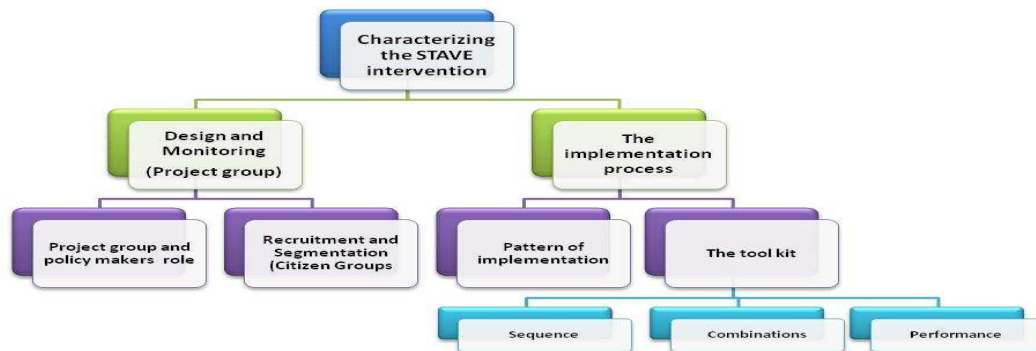 Characterizing
the STAVE
intervention
Design and
Monitoring
(Project group)
The
implementation
process
Project group and
policy makers role
Recruitment and
Segmentation
(Citizen Groups
Pattern of
implementation
The tool kit
Sequence
Combinations
Performance